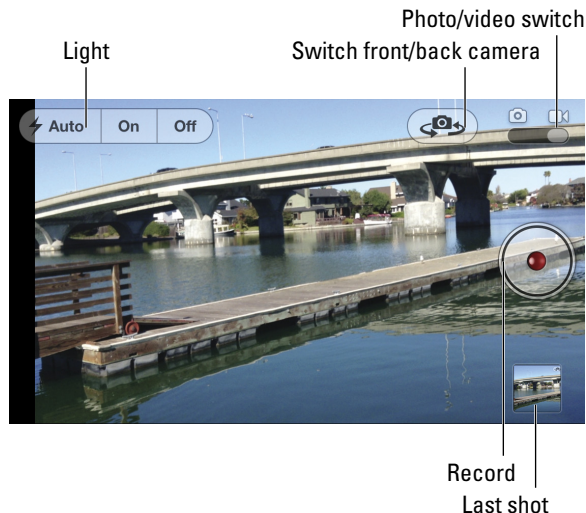 Photo/video switch
Light
Switch front/back camera
Auto On Off
Record
Last shot